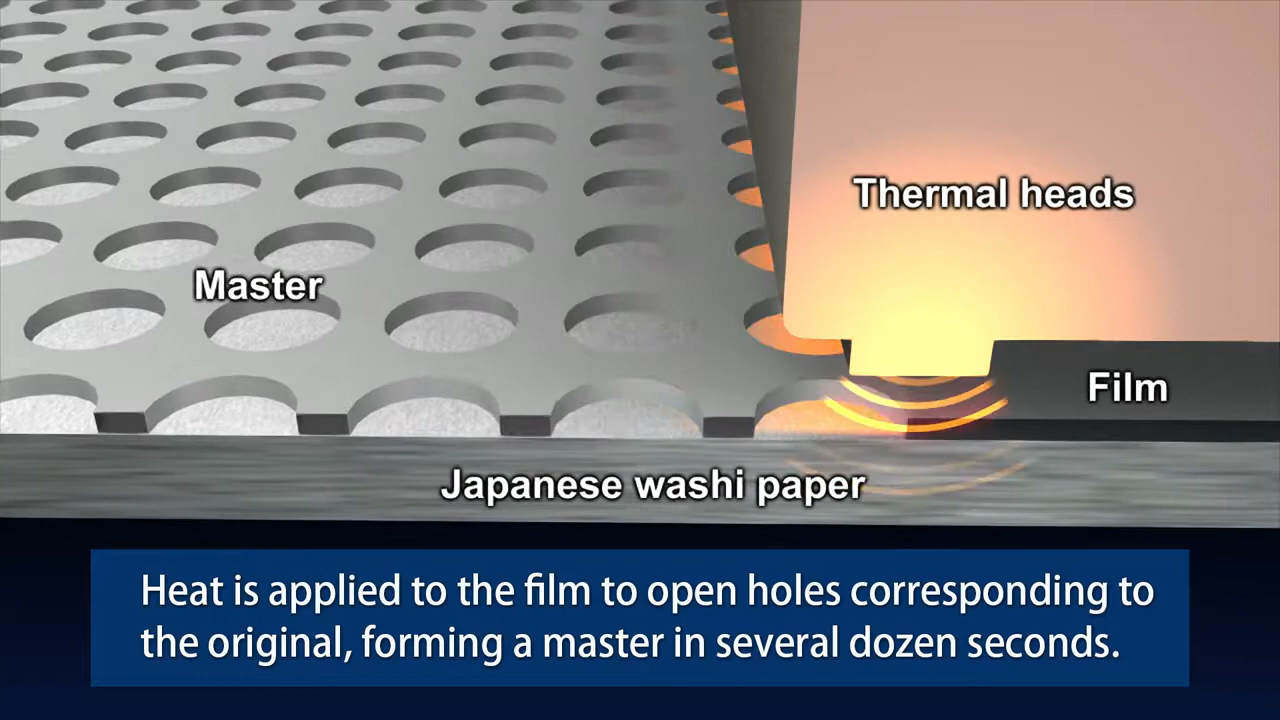 Thermal heads
Master
Film
Japanese washi paper
Heat is applied to the film to open holes corresponding to
the original, forming a master in several dozen seconds.